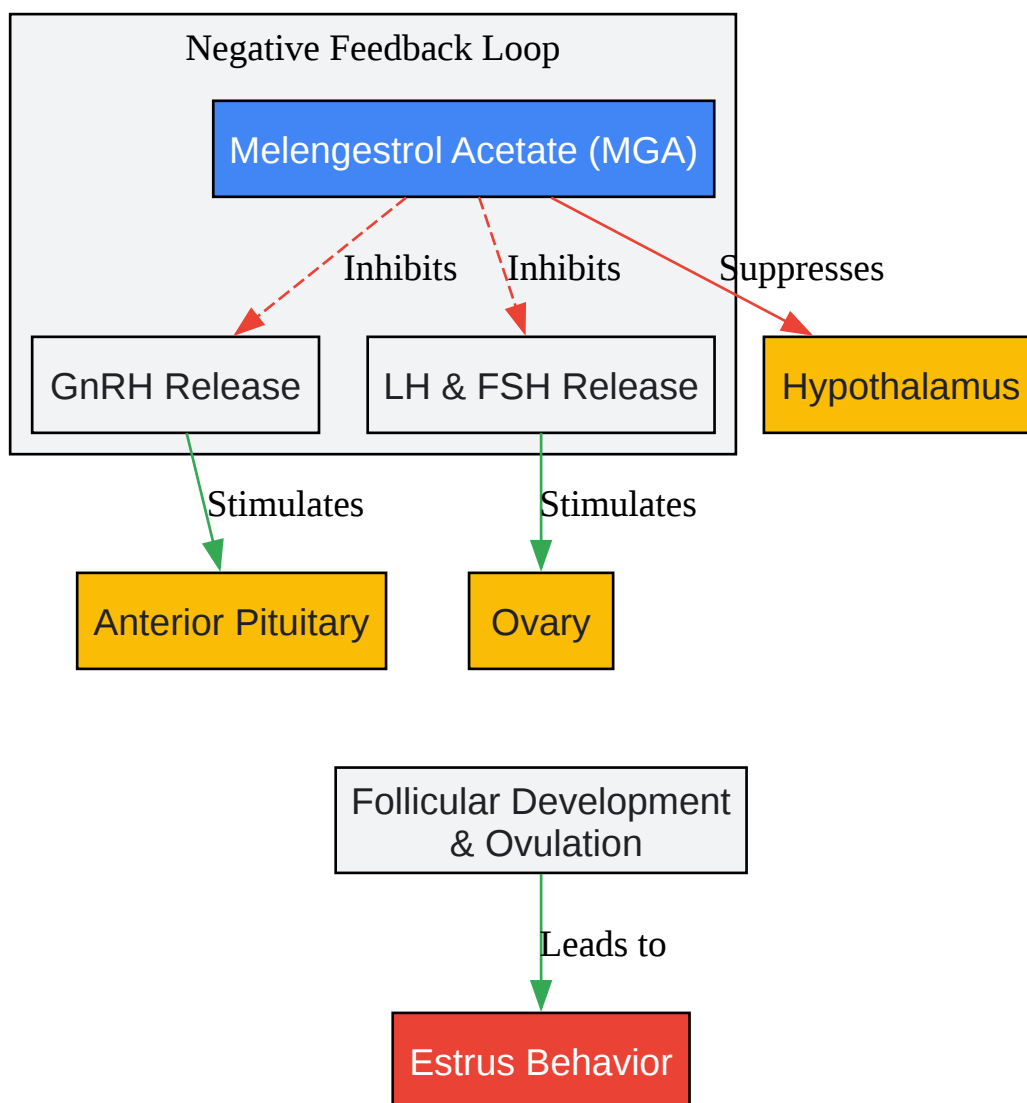 Negative Feedback Loop
Melengestrol Acetate (MGA)
Inhibits
Inhibits
Suppresses
GnRH Release
LH & FSH Release
Hypothalamus
Stimulates
Stimulates
Anterior Pituitary
Ovary
Follicular Development
& Ovulation
Leads to
Estrus Behavior